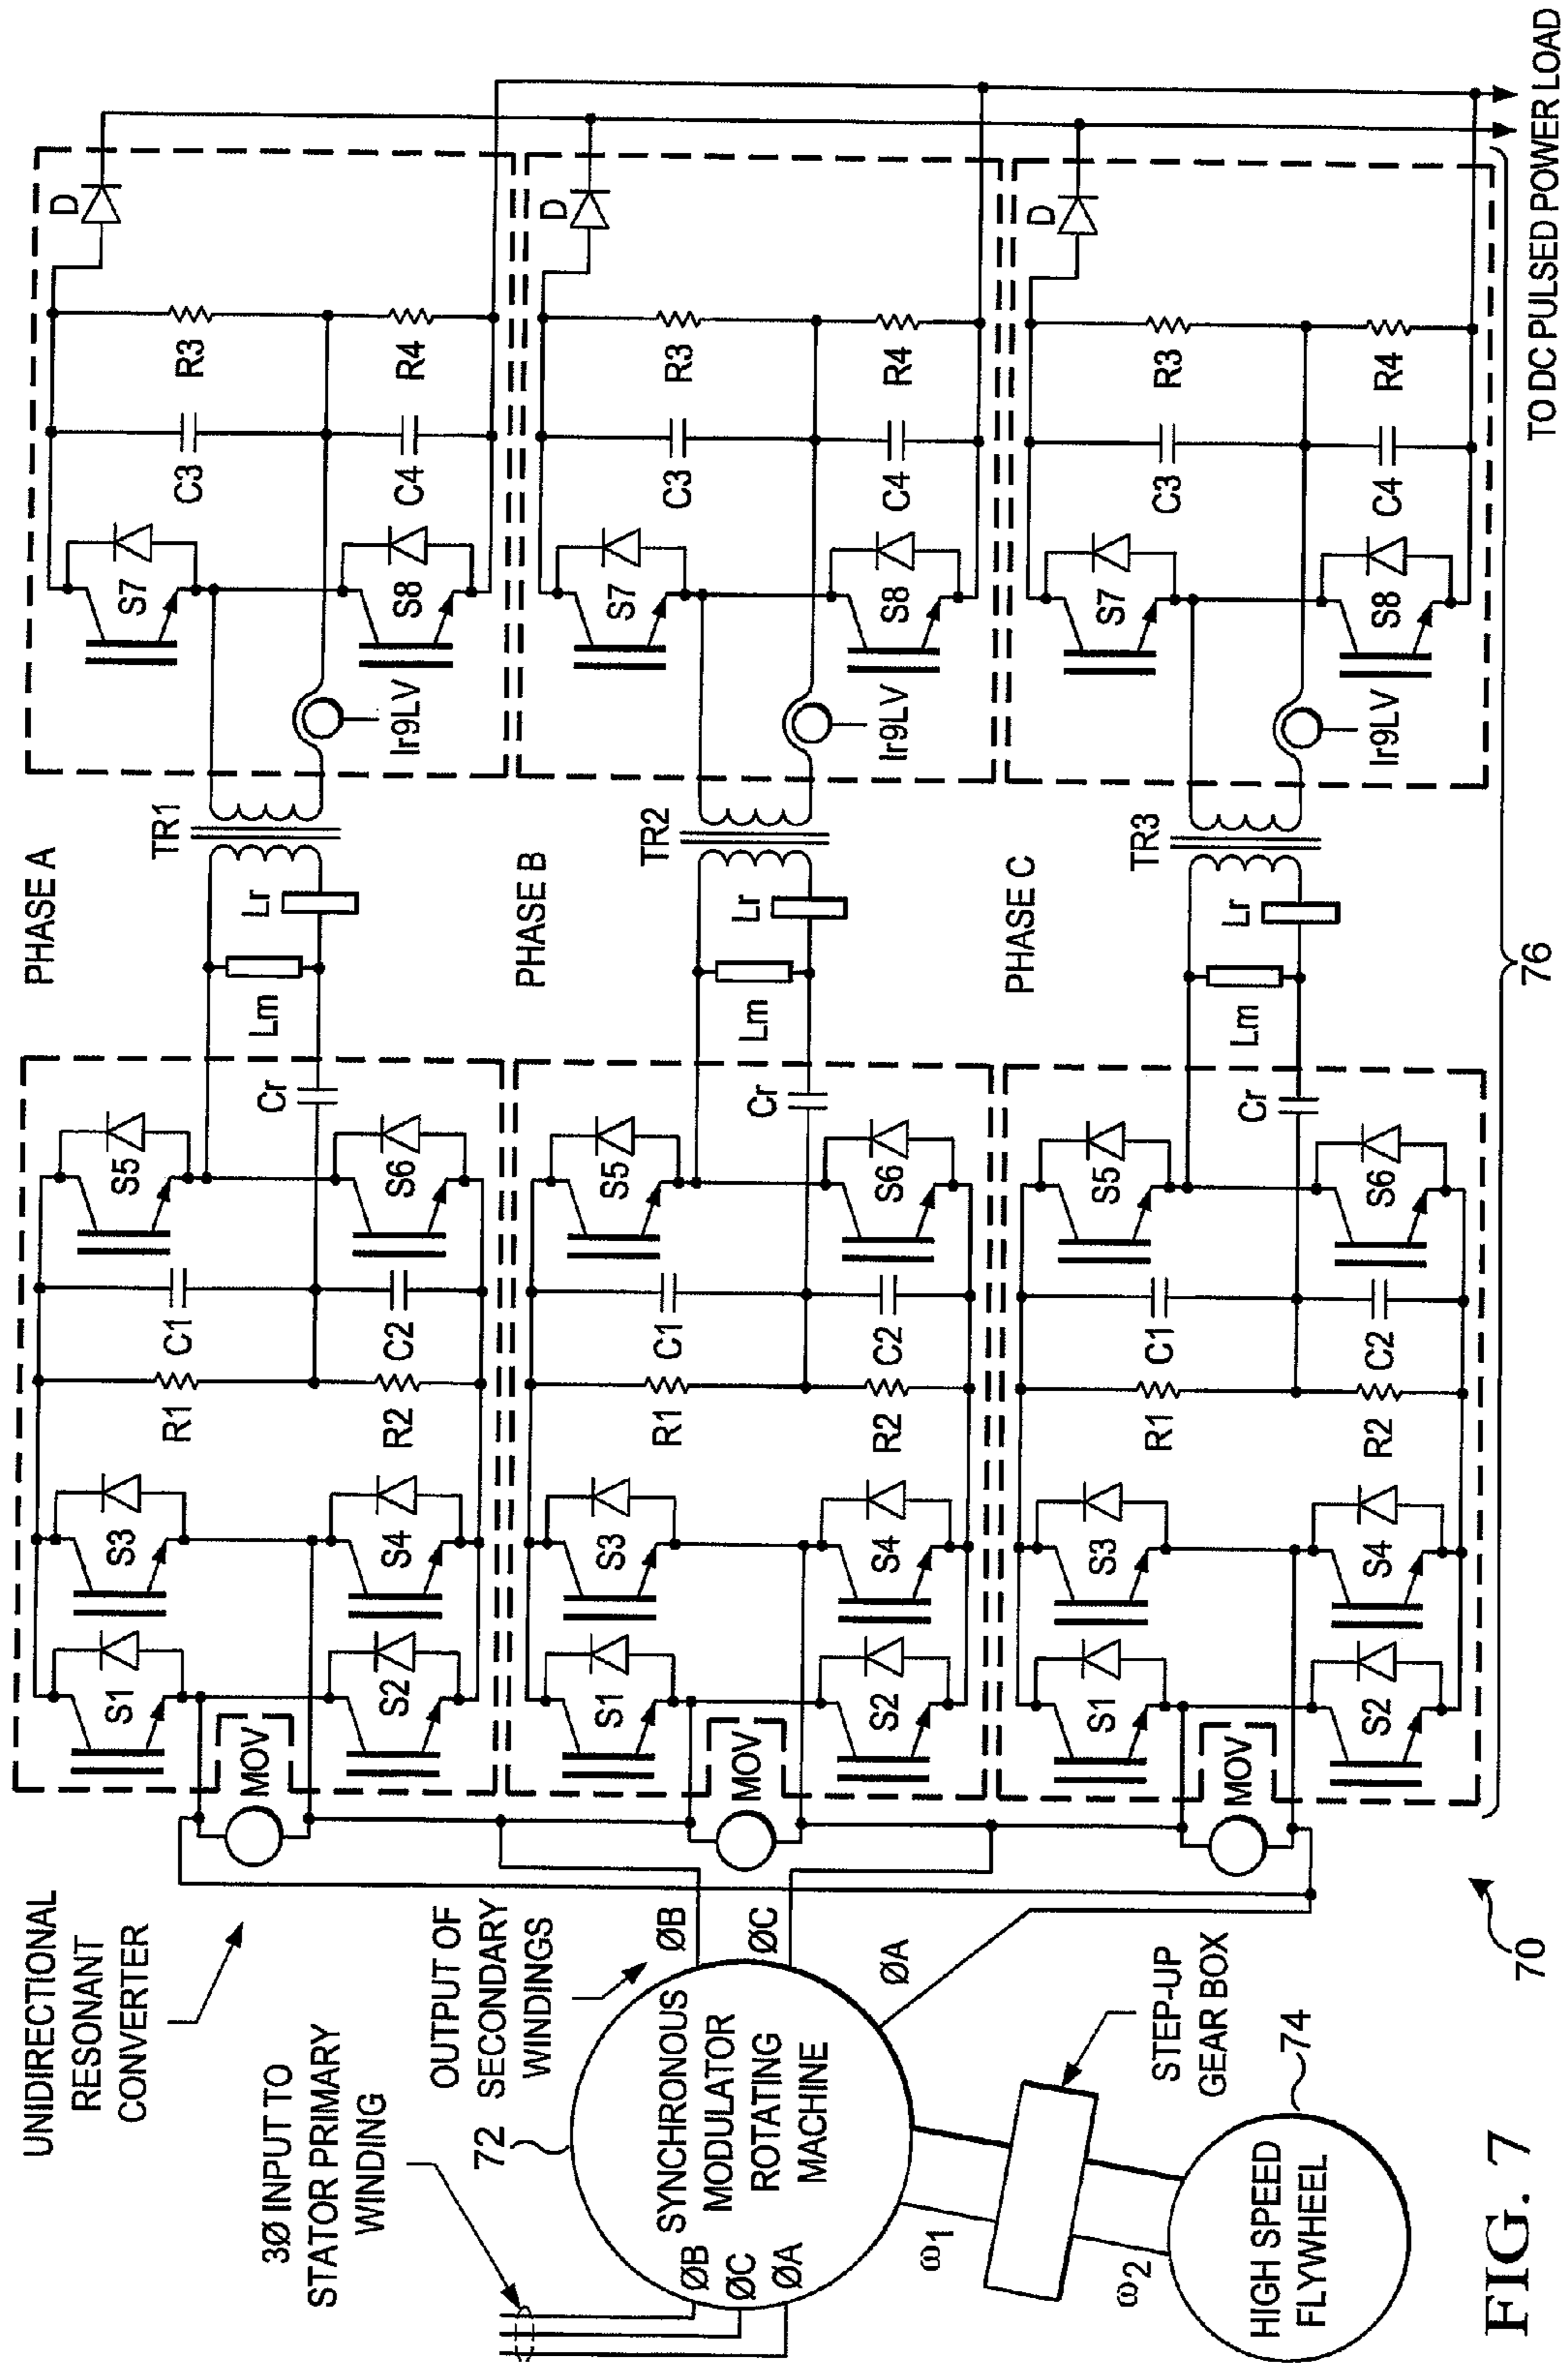 UNIDIRECTIONAL
RESONANT
CONVERTER
3Ø INPUT TO
STATOR PRIMARY
WINDING
OUTPUT OF
SECONDARY
WINDINGS
72
SYNCHRONOUS
MODULATOR
ROTATING
MACHINE
ØB
ØC
ØA
ØB
ØC
ØA
ω1
ω2
STEP-UP
GEAR BOX
HIGH SPEED
FLYWHEEL
74
70
76
PHASE A
MOV
S1
S2
S3
S4
R1
R2
C1
C2
S5
S6
Cr
Lm
Lr
TR1
Ir9LV
S7
S8
C3
C4
R3
R4
D
PHASE B
MOV
S1
S2
S3
S4
R1
R2
C1
C2
S5
S6
Cr
Lm
Lr
TR2
Ir9LV
S7
S8
C3
C4
R3
R4
D
PHASE C
MOV
S1
S2
S3
S4
R1
R2
C1
C2
S5
S6
Cr
Lm
Lr
TR3
Ir9LV
S7
S8
C3
C4
R3
R4
D
TO DC PULSED POWER LOAD
FIG. 7